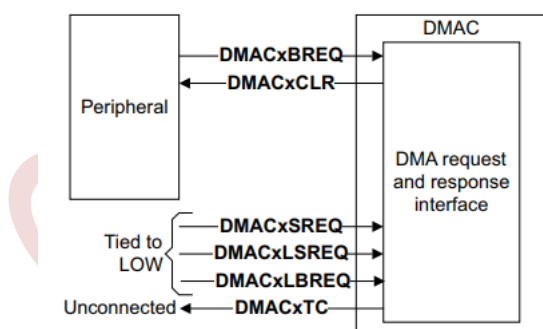 DMAC
DMACxBREQ
DMACxCLR
Peripheral
DMA request
and response
interface
DMACxSREQ
Tied to
LOW
DMACxLSREQ
DMACxLBREQ
Unconnected
DMACxTC